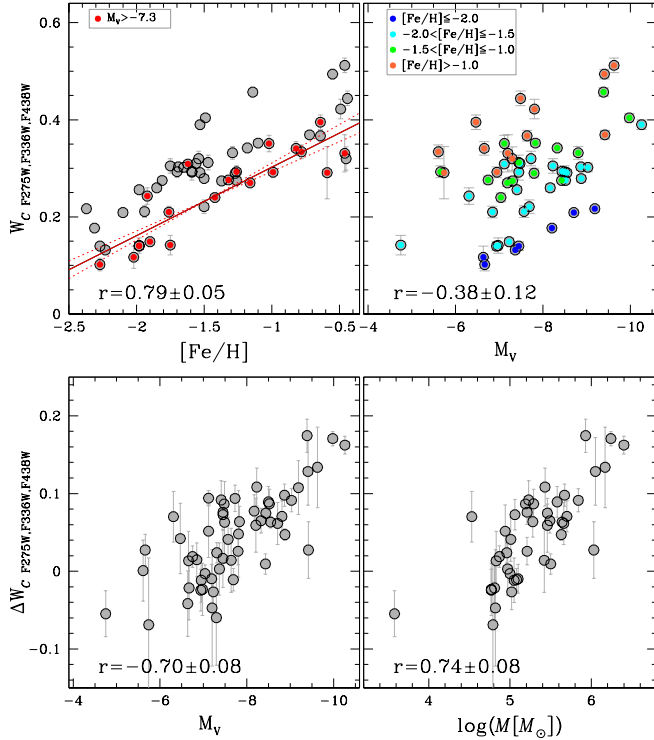 M_V>−7.3
[Fe/H]≤−2.0
−2.0<[Fe/H]≤−1.5
−1.5<[Fe/H]≤−1.0
[Fe/H]>−1.0
0.6
0.4
0.2
0
W_C F275W,F336W,F438W
r=0.79±0.05
r=−0.38±0.12
−2.5 −2 −1.5 −1 −0.5
−4 −6 −8 −10
[Fe/H]
M_V
0.2
0.1
0
−0.1
ΔW_C F275W,F336W,F438W
r=−0.70±0.08
r=0.74±0.08
−4 −5 −6 −7 −8 −9 −10
4 5 6
M_V
log(M[M_⊙])